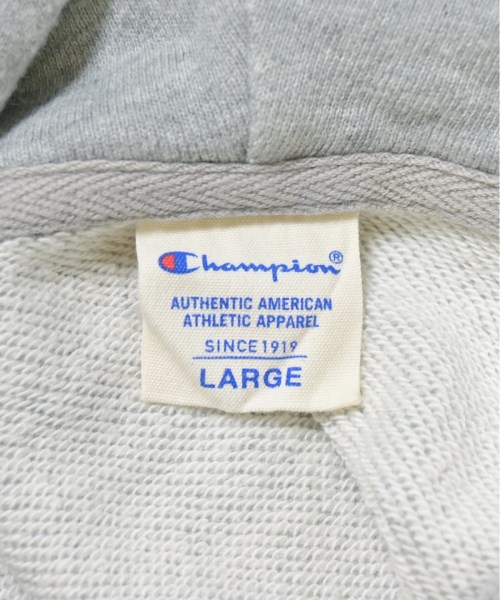 Champion®
AUTHENTIC AMERICAN
ATHLETIC APPAREL
SINCE 1919
LARGE